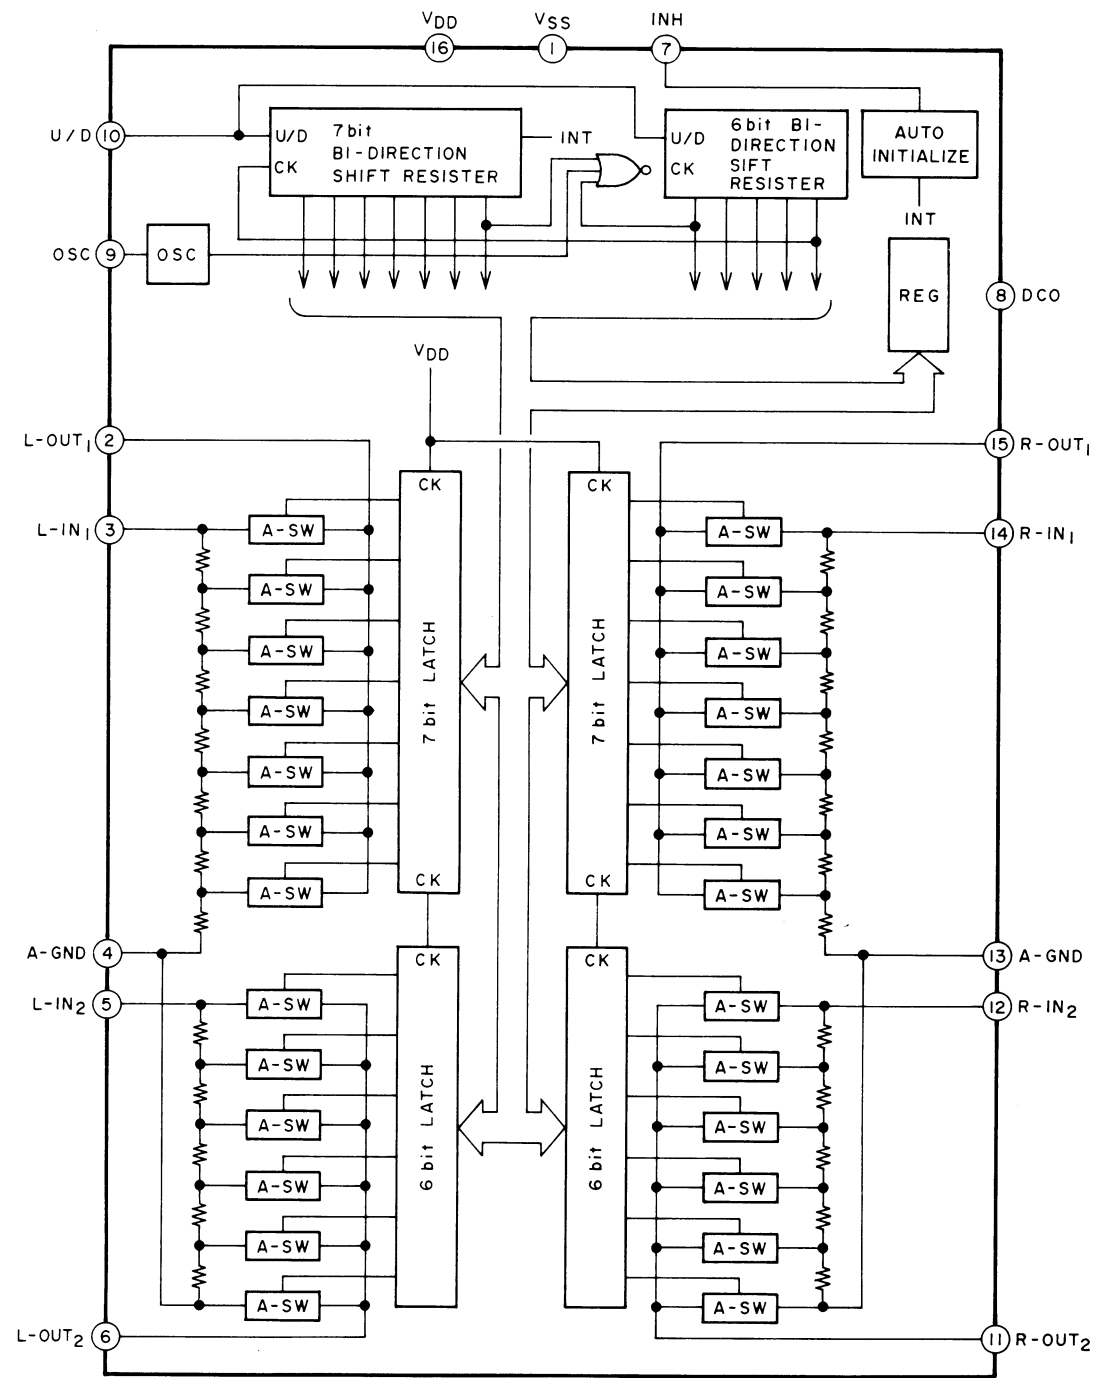 VDD VSS INH
16 1 7
U/D 10 U/D 7bit INT U/D 6bit BI- AUTO
BI-DIRECTION DIRECTION INITIALIZE
CK SHIFT RESISTER CK SIFT
RESISTER
INT
OSC 9 OSC
REG 8 DCO
VDD
L-OUT1 2 15 R-OUT1
CK CK
L-IN1 3 A-SW A-SW 14 R-IN1
A-SW A-SW
A-SW 7 bit LATCH 7 bit LATCH A-SW
A-SW A-SW
A-SW A-SW
A-SW A-SW
A-SW CK CK A-SW
A-GND 4 CK CK 13 A-GND
L-IN2 5 A-SW A-SW 12 R-IN2
A-SW A-SW
A-SW 6 bit LATCH 6 bit LATCH A-SW
A-SW A-SW
A-SW A-SW
A-SW A-SW
L-OUT2 6 11 R-OUT2